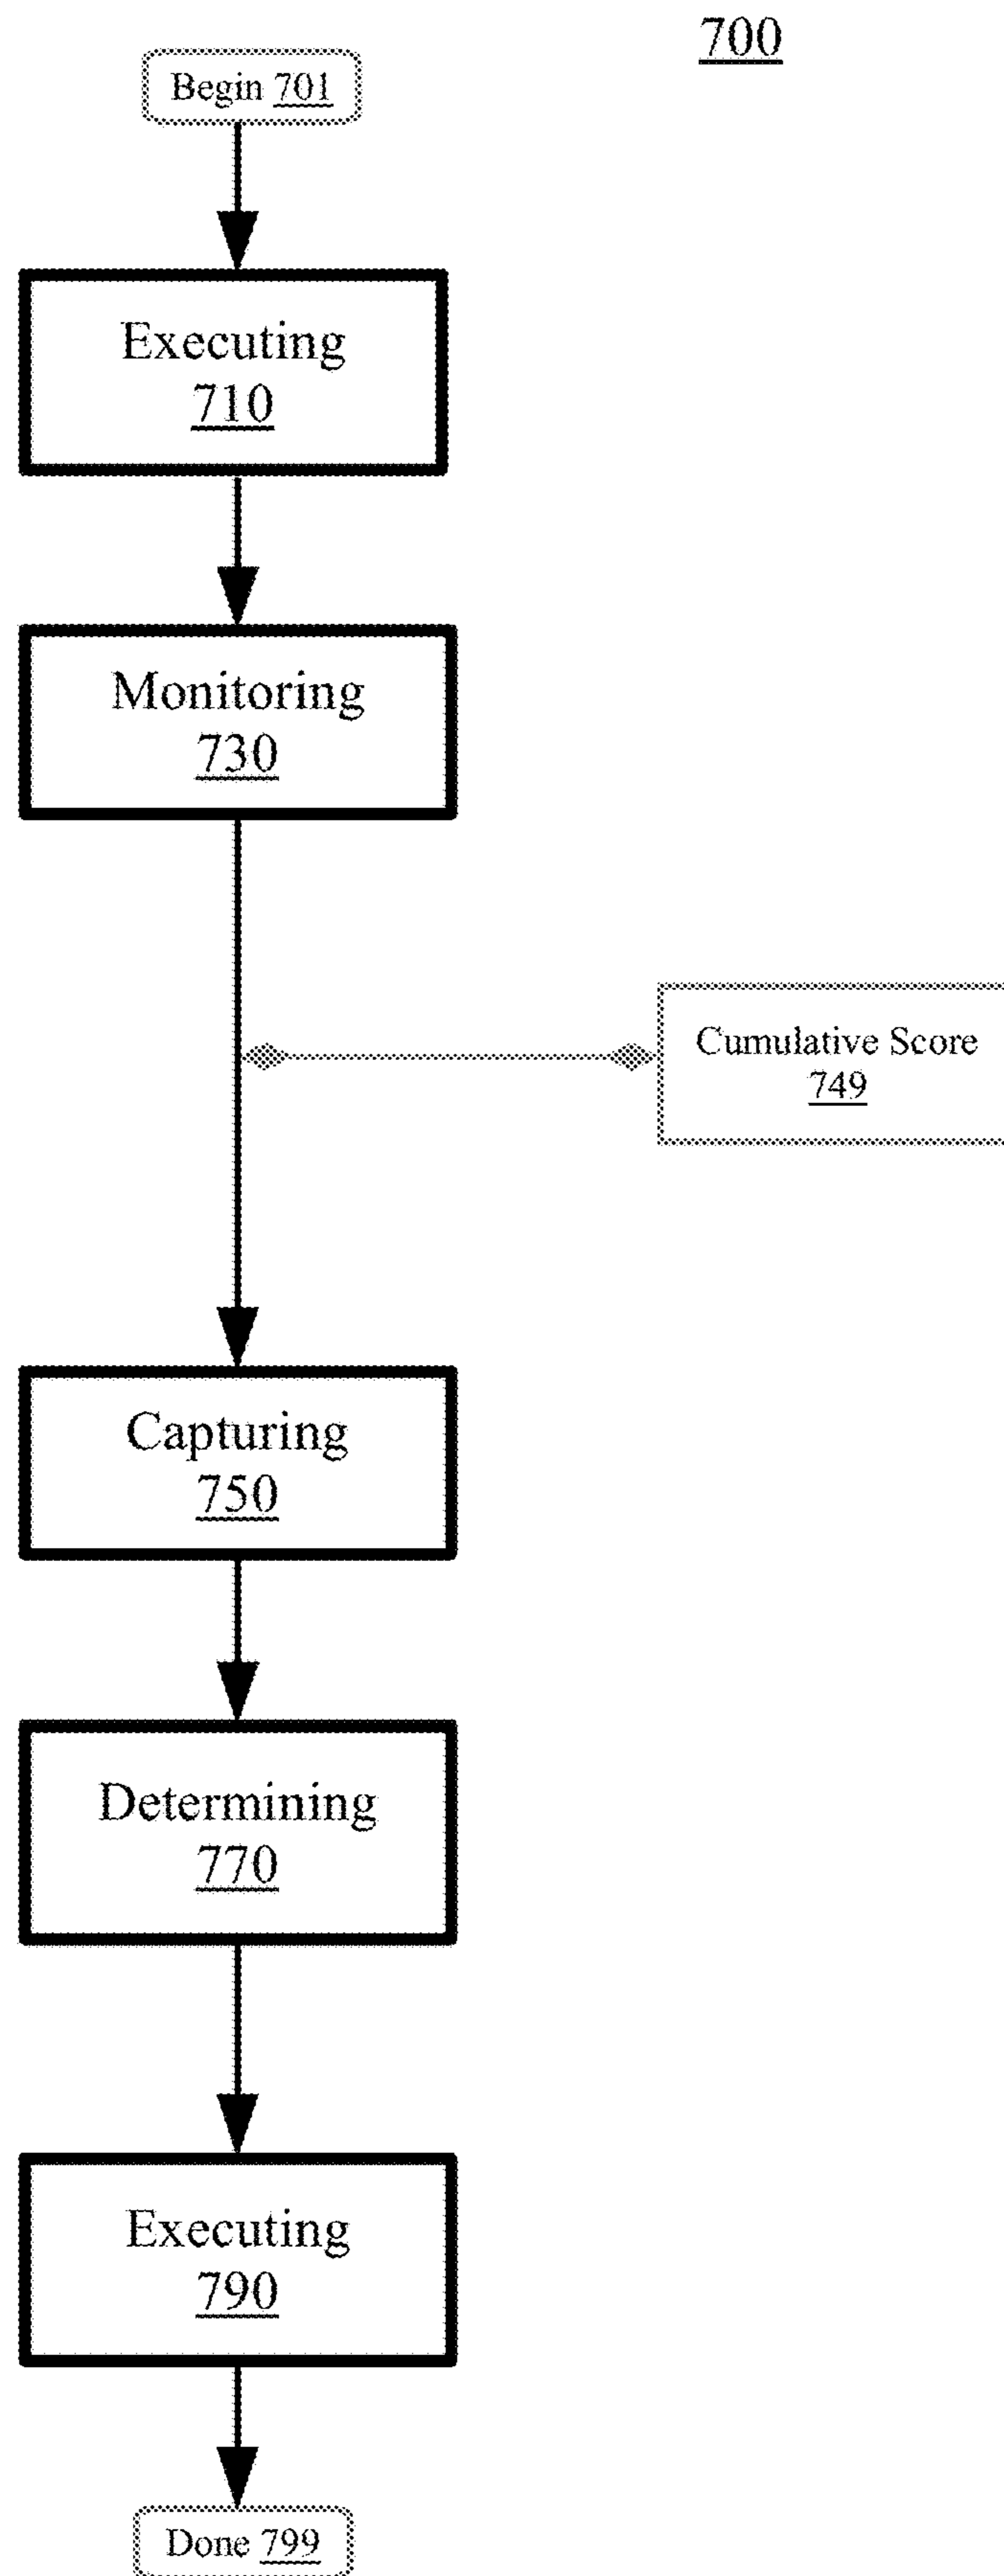 700
Begin 701
Executing
710
Monitoring
730
Cumulative Score
749
Capturing
750
Determining
770
Executing
790
Done 799